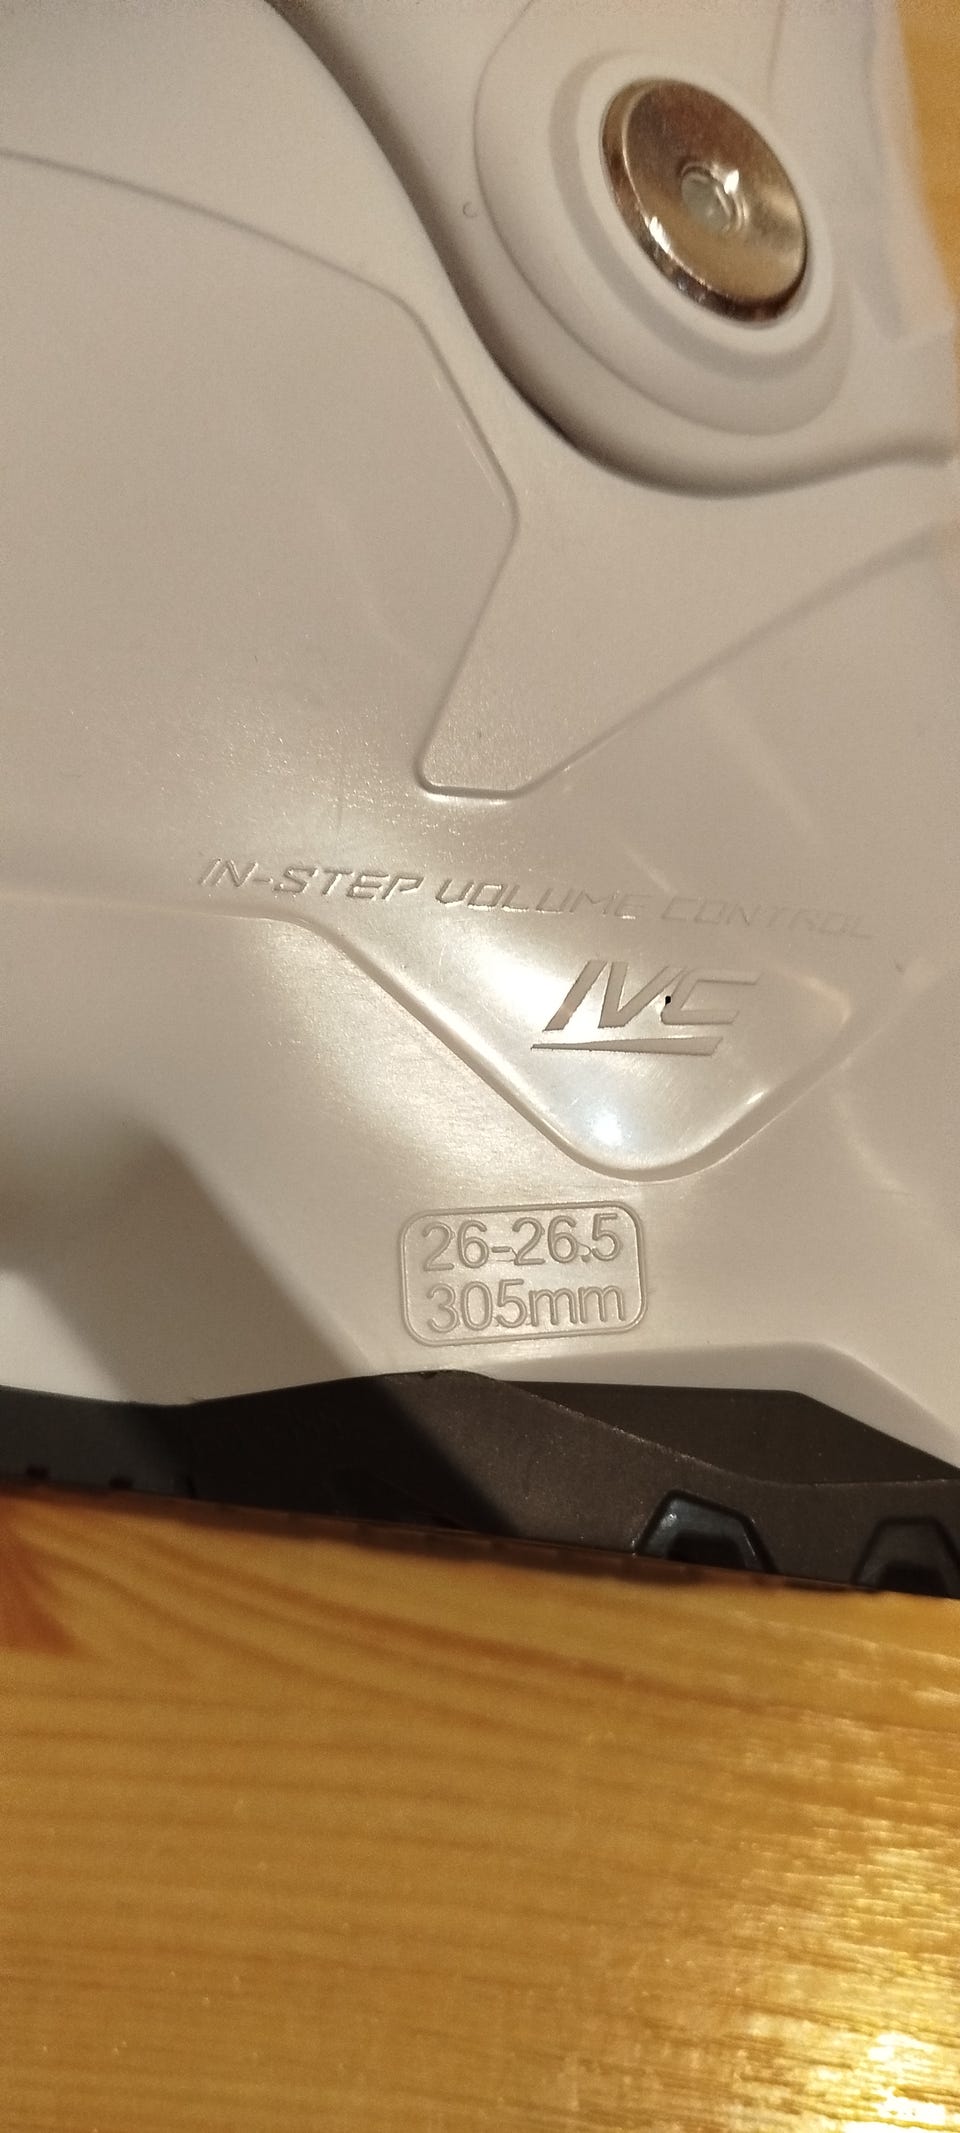 IN-STEP VOLUME CONTROL
IVC
26-26.5
305mm